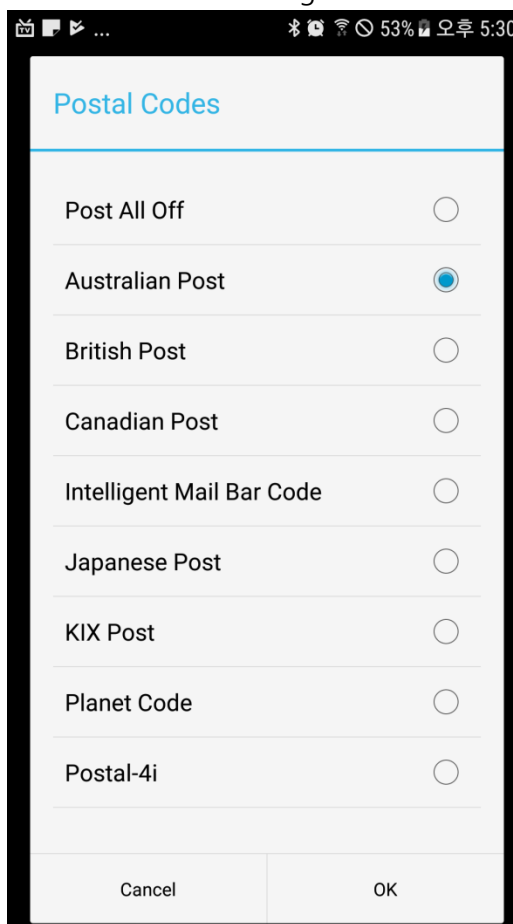 ... 53% 오후 5:30
Postal Codes
Post All Off
Australian Post
British Post
Canadian Post
Intelligent Mail Bar Code
Japanese Post
KIX Post
Planet Code
Postal-4i
Cancel OK